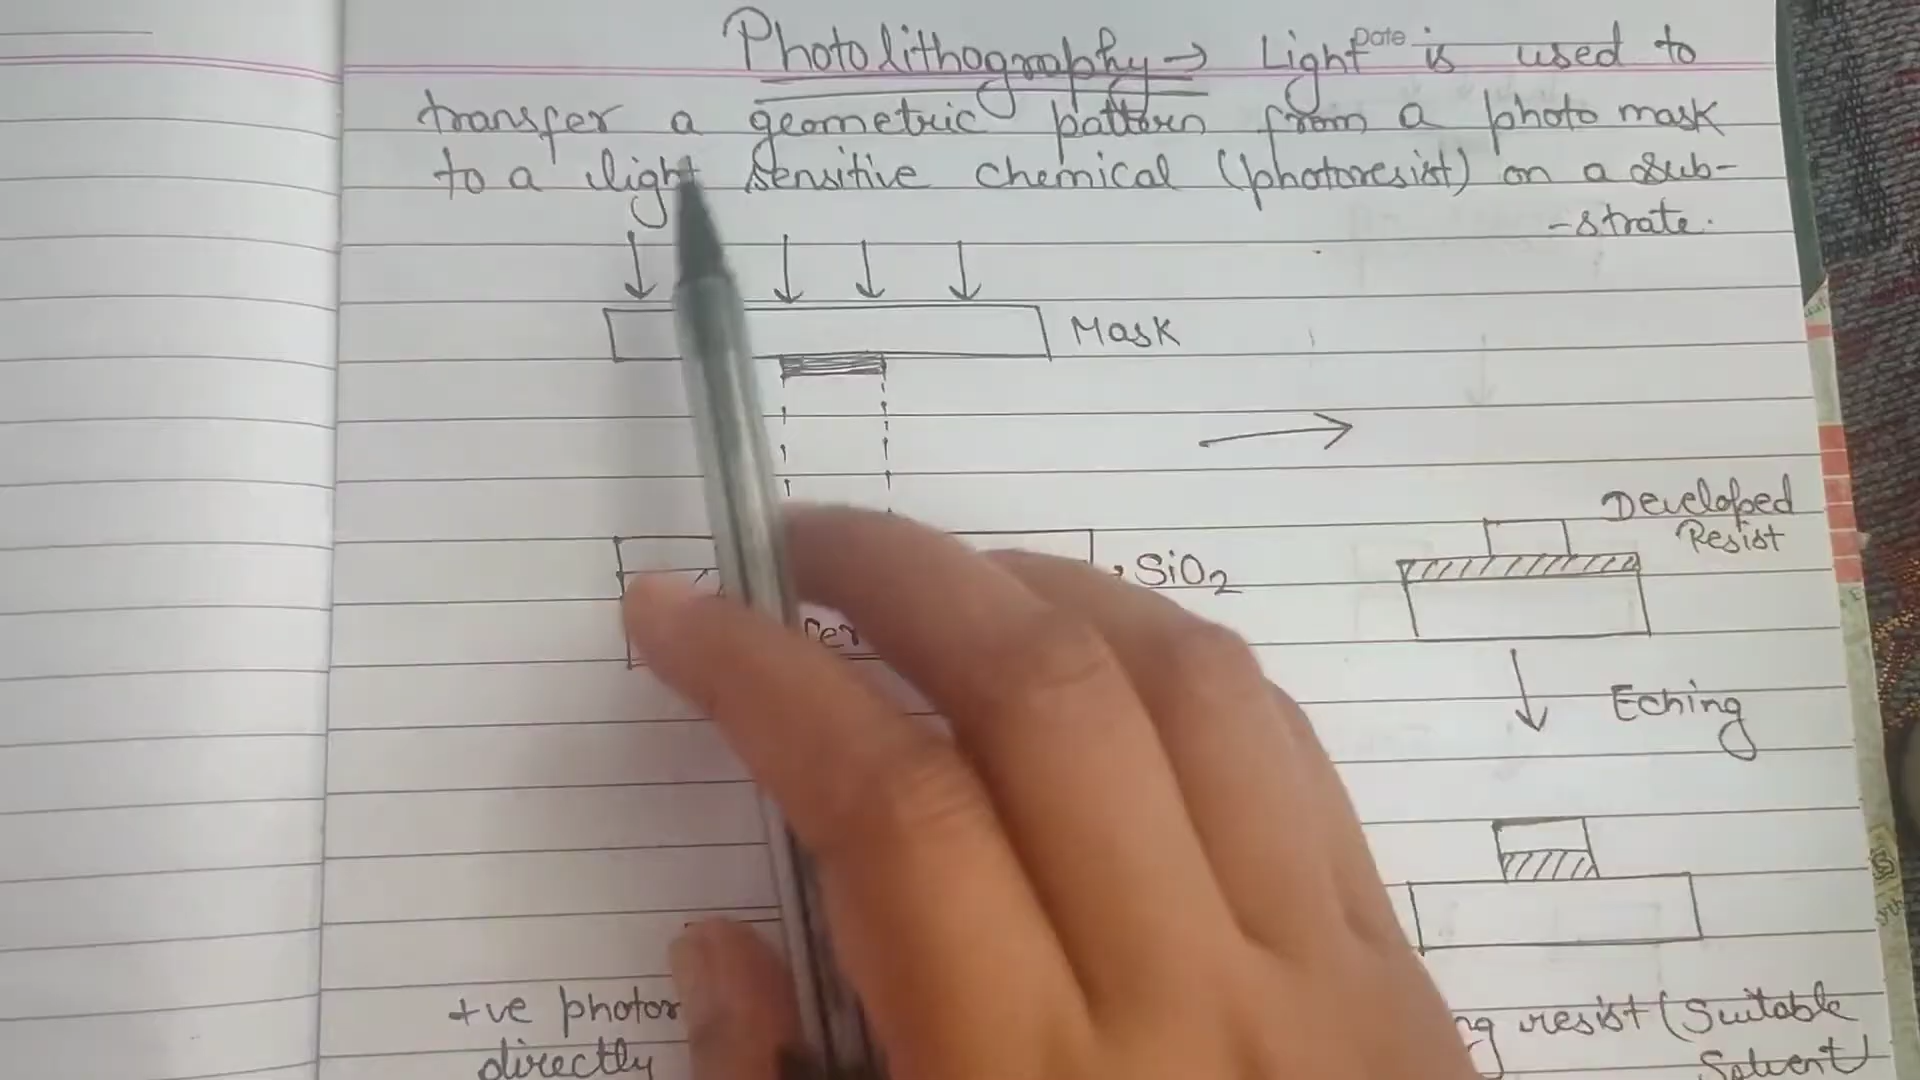 Photolithography → Light is used to
Date
transfer a geometric pattern from a photo mask
to a light sensitive chemical (photoresist) on a sub-
-strate.
Mask
Developed
Resist
SiO2
Eching
+ve photor
resist (Suitable
directly
Solvent)